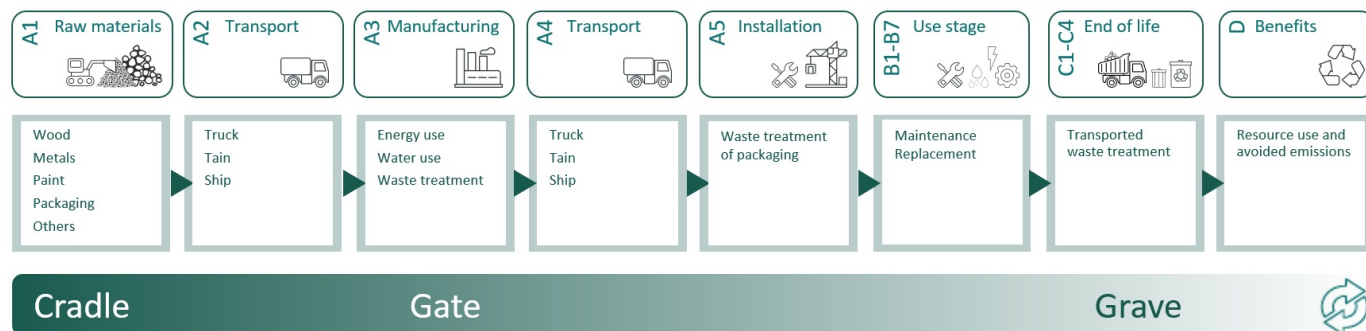 A1 Raw materials
A2 Transport
A3 Manufacturing
A4 Transport
A5 Installation
B1-B7 Use stage
C1-C4 End of life
D Benefits
Wood
Metals
Paint
Packaging
Others
Truck
Tain
Ship
Energy use
Water use
Waste treatment
Truck
Tain
Ship
Waste treatment
of packaging
Maintenance
Replacement
Transported
waste treatment
Resource use and
avoided emissions
Cradle
Gate
Grave